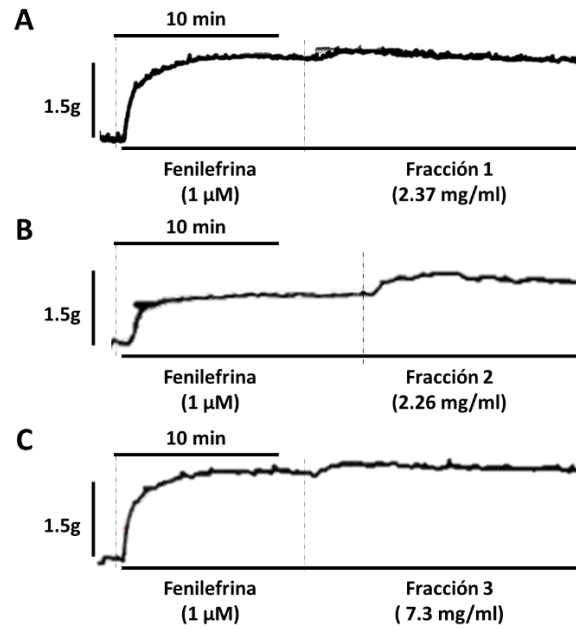 A
10 min
1.5g
Fenilefrina
(1 µM)
Fracción 1
(2.37 mg/ml)
B
10 min
1.5g
Fenilefrina
(1 µM)
Fracción 2
(2.26 mg/ml)
C
10 min
1.5g
Fenilefrina
(1 µM)
Fracción 3
( 7.3 mg/ml)